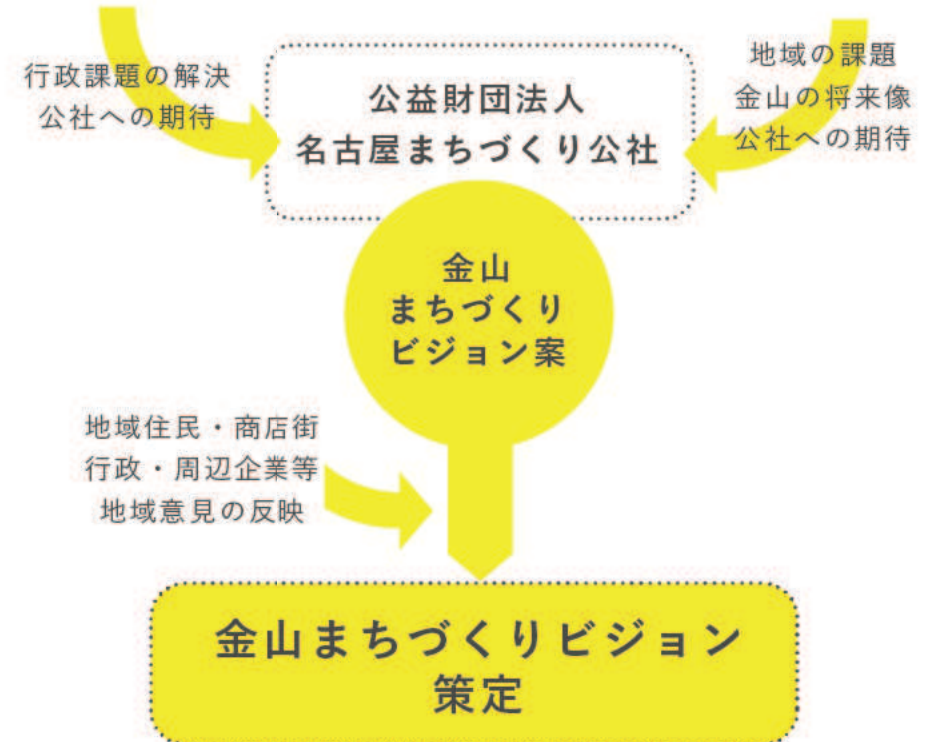 行政課題の解決
公社への期待
地域の課題
金山の将来像
公社への期待
公益財団法人
名古屋まちづくり公社
金山
まちづくり
ビジョン案
地域住民・商店街
行政・周辺企業等
地域意見の反映
金山まちづくりビジョン
策定